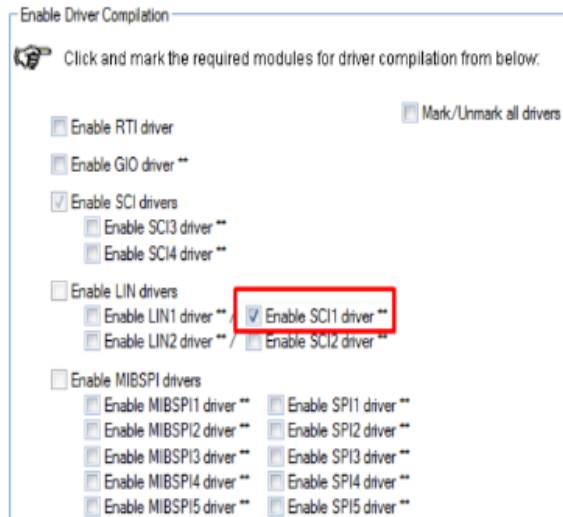 Enable Driver Compilation
Click and mark the required modules for driver compilation from below:
Mark/Unmark all drivers
Enable RTI driver
Enable GIO driver **
Enable SCI drivers
Enable SCI3 driver **
Enable SCI4 driver **
Enable LIN drivers
Enable LIN1 driver ** / Enable SCI1 driver **
Enable LIN2 driver ** / Enable SCI2 driver **
Enable MIBSPI drivers
Enable MIBSPI1 driver ** Enable SPI1 driver **
Enable MIBSPI2 driver ** Enable SPI2 driver **
Enable MIBSPI3 driver ** Enable SPI3 driver **
Enable MIBSPI4 driver ** Enable SPI4 driver **
Enable MIBSPI5 driver ** Enable SPI5 driver **